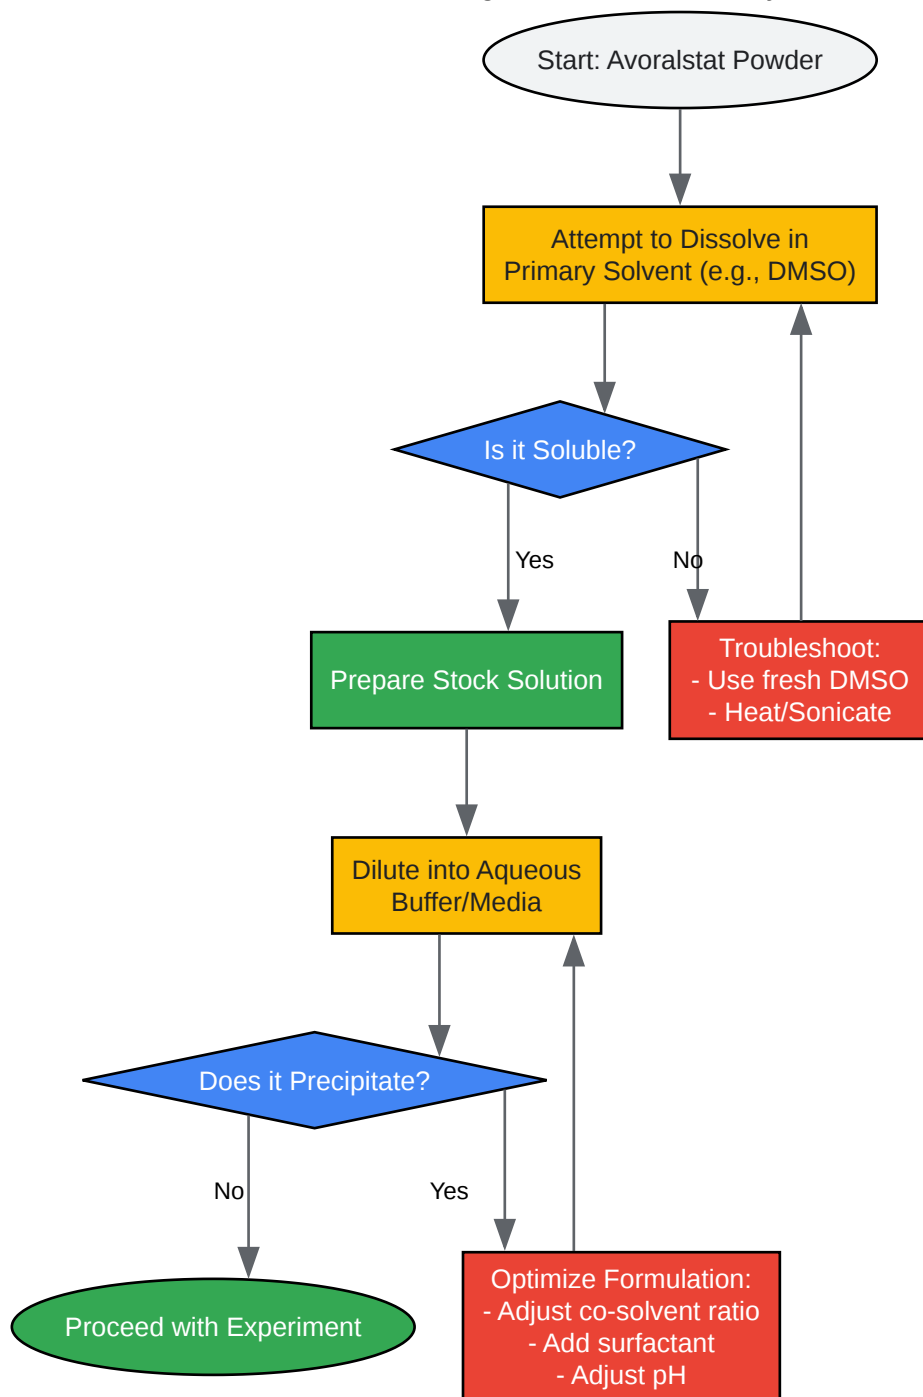 Start: Avoralstat Powder
Attempt to Dissolve in
Primary Solvent (e.g., DMSO)
Is it Soluble?
Yes
No
Prepare Stock Solution
Troubleshoot:
- Use fresh DMSO
- Heat/Sonicate
Dilute into Aqueous
Buffer/Media
Does it Precipitate?
No
Yes
Proceed with Experiment
Optimize Formulation:
- Adjust co-solvent ratio
- Add surfactant
- Adjust pH